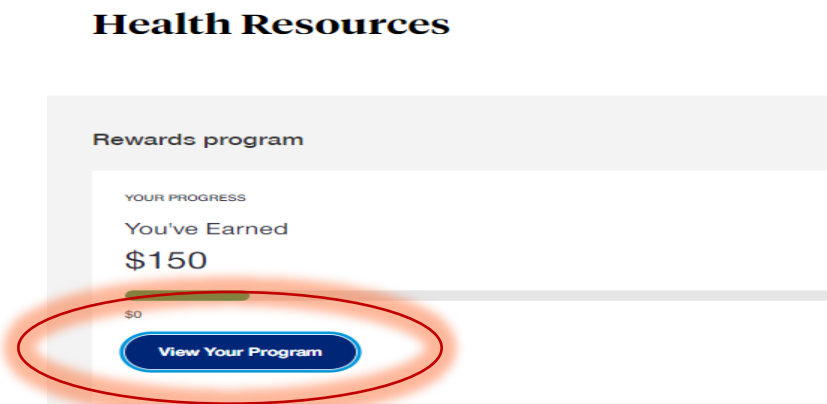 Health Resources
Rewards program
YOUR PROGRESS
You've Earned
$150
$0
View Your Program